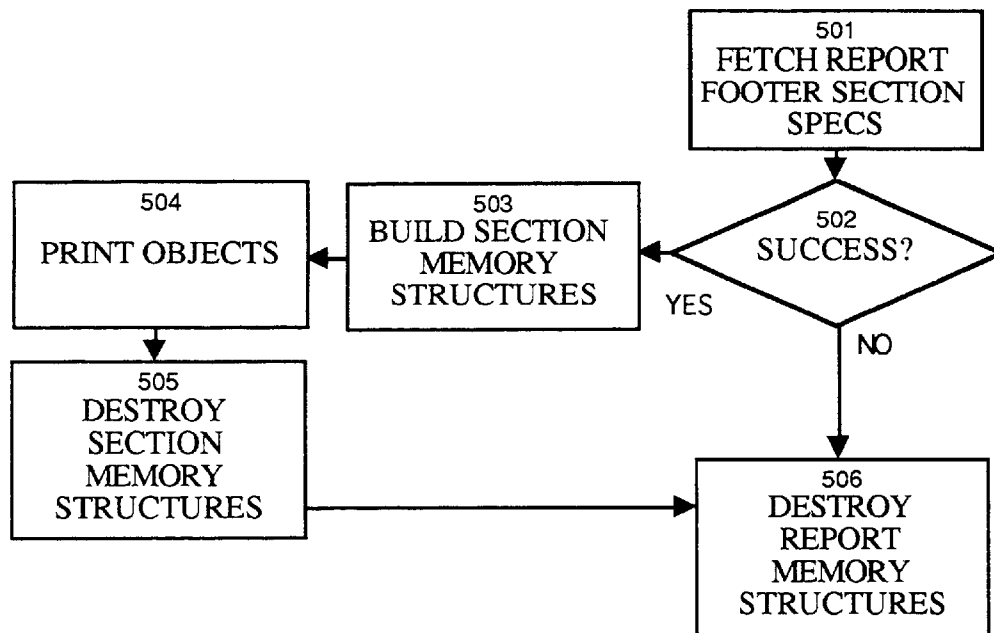 501
FETCH REPORT
FOOTER SECTION
SPECS
502
SUCCESS?
YES
NO
503
BUILD SECTION
MEMORY
STRUCTURES
504
PRINT OBJECTS
505
DESTROY
SECTION
MEMORY
STRUCTURES
506
DESTROY
REPORT
MEMORY
STRUCTURES